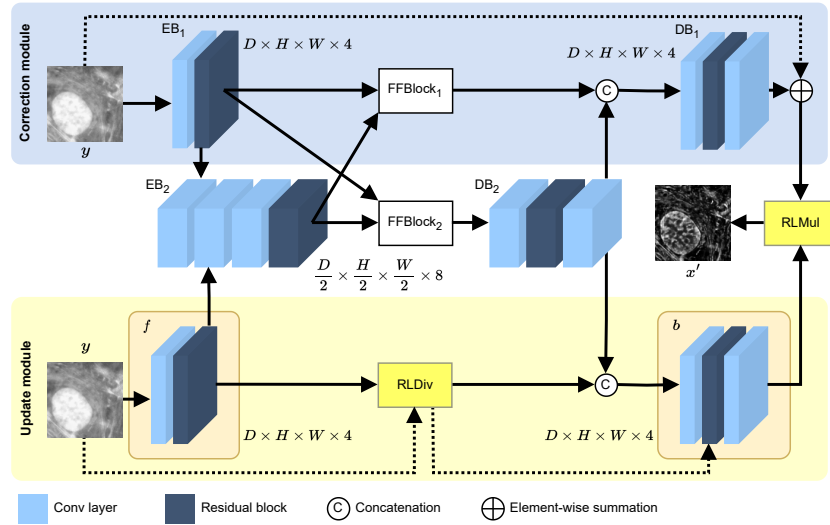 Correction module
EB₁
D × H × W × 4
y
FFBlock₁
C
D × H × W × 4
DB₁
EB₂
FFBlock₂
DB₂
D/2 × H/2 × W/2 × 8
x′
RLMul
Update module
f
y
D × H × W × 4
RLDiv
C
D × H × W × 4
b
Conv layer
Residual block
C Concatenation
Element-wise summation